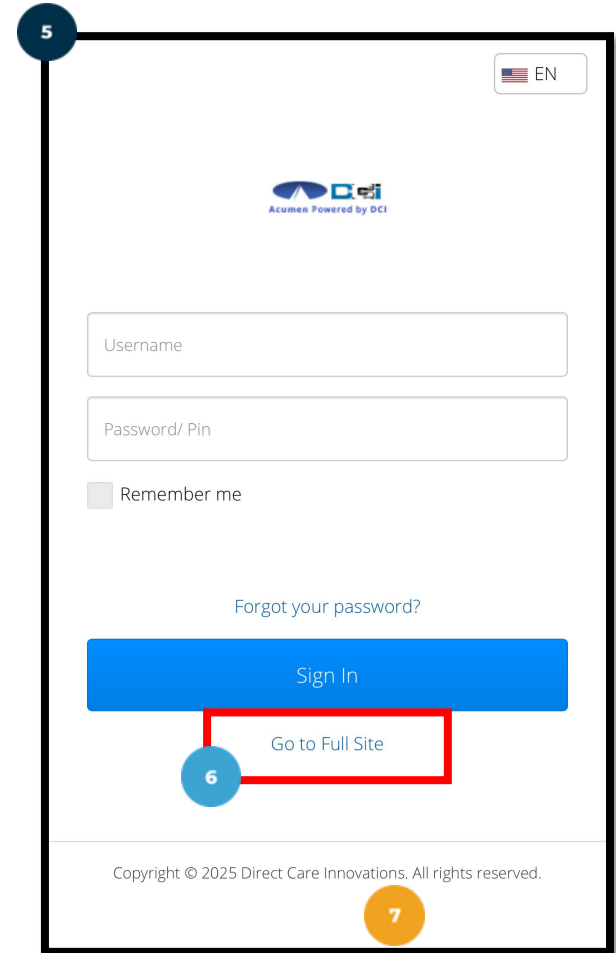 5
EN
DCi
Acumen Powered by DCI
Username
Password/ Pin
Remember me
Forgot your password?
Sign In
Go to Full Site
6
Copyright © 2025 Direct Care Innovations. All rights reserved.
7